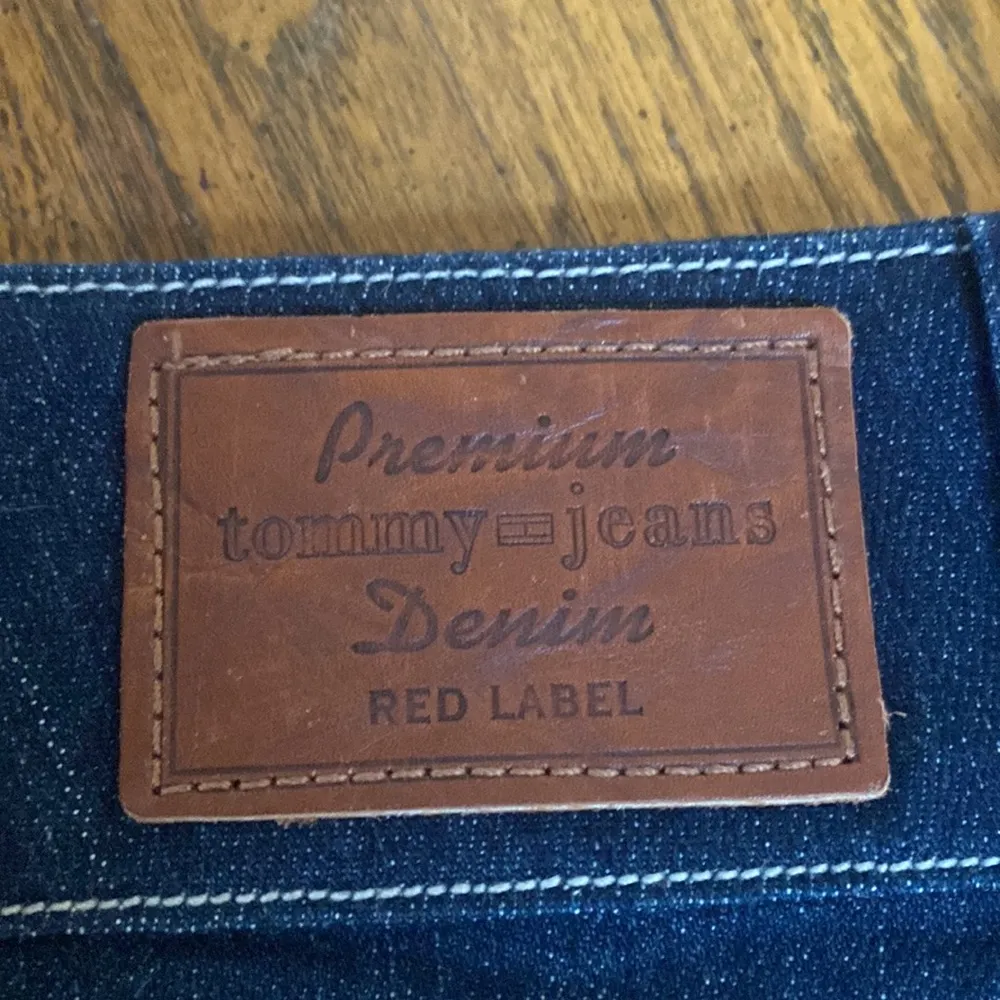 Premium
tommy jeans
Denim
RED LABEL